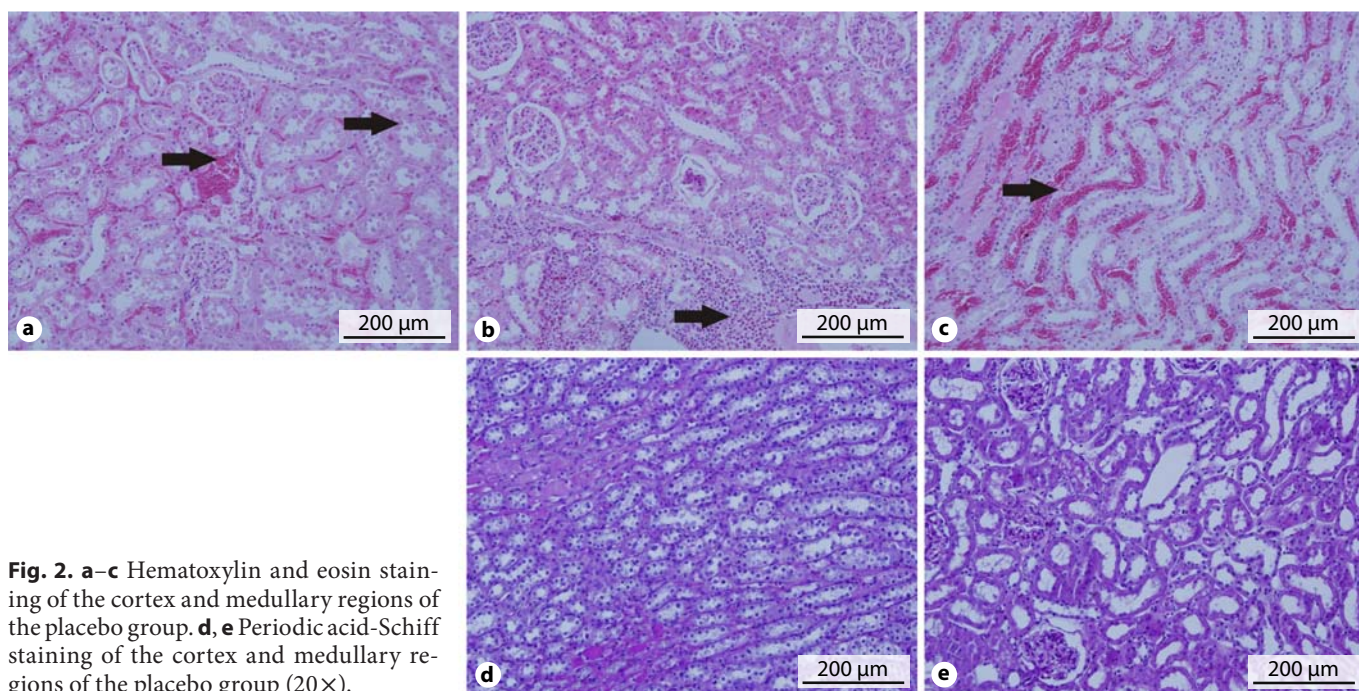 a
200 µm
b
200 µm
c
200 µm
Fig. 2. a–c Hematoxylin and eosin stain-
ing of the cortex and medullary regions of
the placebo group. d, e Periodic acid-Schiff
staining of the cortex and medullary re-
gions of the placebo group (20×).
d
200 µm
e
200 µm